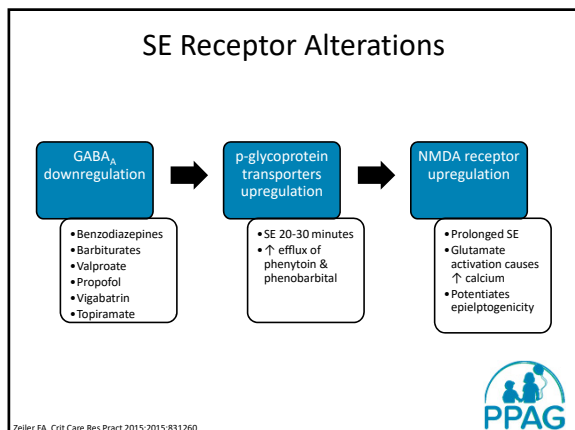 SE Receptor Alterations
GABAA
downregulation
•Benzodiazepines
•Barbiturates
•Valproate
•Propofol
•Vigabatrin
•Topiramate
p-glycoprotein
transporters
upregulation
•SE 20-30 minutes
•↑ efflux of
phenytoin &
phenobarbital
NMDA receptor
upregulation
•Prolonged SE
•Glutamate
activation causes
↑ calcium
•Potentiates
epielptogenicity
Zeiler FA. Crit Care Res Pract 2015;2015:831260
PPAG